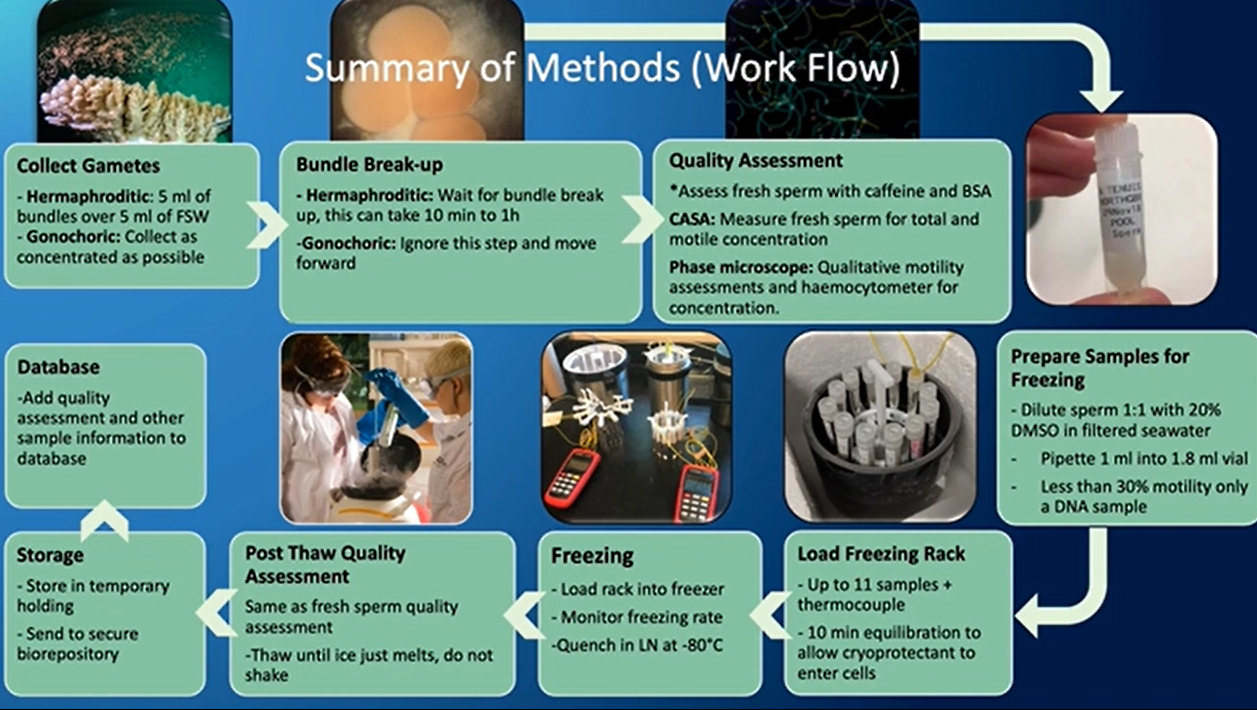 Summary of Methods (Work Flow)
Collect Gametes
- Hermaphroditic: 5 ml of
bundles over 5 ml of FSW
- Gonochoric: Collect as
concentrated as possible
Bundle Break-up
- Hermaphroditic: Wait for bundle break
up, this can take 10 min to 1h
-Gonochoric: Ignore this step and move
forward
Quality Assessment
*Assess fresh sperm with caffeine and BSA
CASA: Measure fresh sperm for total and
motile concentration
Phase microscope: Qualitative motility
assessments and haemocytometer for
concentration.
A. TENUIS
NORTHGBR
29Nov18
POOL
Sperm
Prepare Samples for
Freezing
- Dilute sperm 1:1 with 20%
DMSO in filtered seawater
- Pipette 1 ml into 1.8 ml vial
- Less than 30% motility only
a DNA sample
Load Freezing Rack
- Up to 11 samples +
thermocouple
- 10 min equilibration to
allow cryoprotectant to
enter cells
Freezing
- Load rack into freezer
- Monitor freezing rate
-Quench in LN at -80°C
Post Thaw Quality
Assessment
Same as fresh sperm quality
assessment
-Thaw until ice just melts, do not
shake
Storage
- Store in temporary
holding
- Send to secure
biorepository
Database
-Add quality
assessment and other
sample information to
database